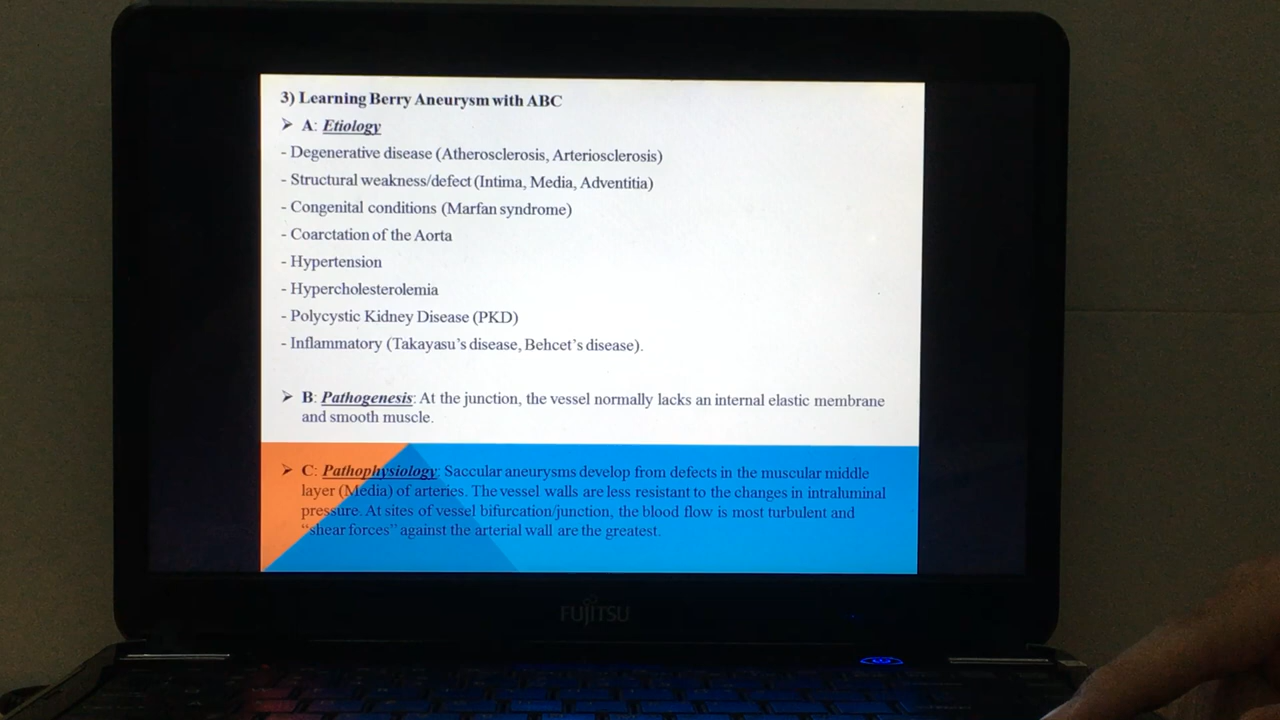 3) Learning Berry Aneurysm with ABC
➢ A: Etiology
- Degenerative disease (Atherosclerosis, Arteriosclerosis)
- Structural weakness/defect (Intima, Media, Adventitia)
- Congenital conditions (Marfan syndrome)
- Coarctation of the Aorta
- Hypertension
- Hypercholesterolemia
- Polycystic Kidney Disease (PKD)
- Inflammatory (Takayasu's disease, Behcet's disease).
➢ B: Pathogenesis: At the junction, the vessel normally lacks an internal elastic membrane
and smooth muscle.
➢ C: Pathophysiology: Saccular aneurysms develop from defects in the muscular middle
layer (Media) of arteries. The vessel walls are less resistant to the changes in intraluminal
pressure. At sites of vessel bifurcation/junction, the blood flow is most turbulent and
“shear forces” against the arterial wall are the greatest.
FUJITSU